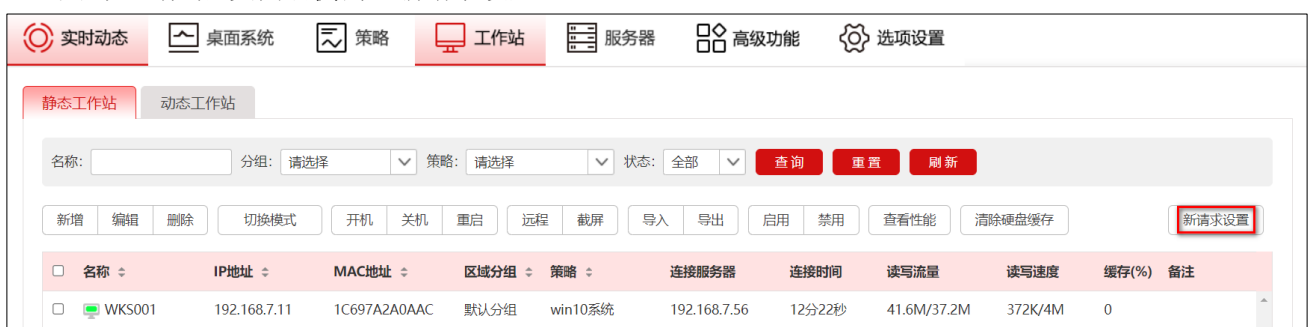 实时动态 桌面系统 策略 工作站 服务器 高级功能 选项设置
静态工作站 动态工作站
名称: 分组: 请选择 策略: 请选择 状态: 全部 查询 重置 刷新
新增 编辑 删除 切换模式 开机 关机 重启 远程 截屏 导入 导出 启用 禁用 查看性能 清除硬盘缓存 新请求设置
名称 IP地址 MAC地址 区域分组 策略 连接服务器 连接时间 读写流量 读写速度 缓存(%) 备注
WKS001 192.168.7.11 1C697A2A0AAC 默认分组 win10系统 192.168.7.56 12分22秒 41.6M/37.2M 372K/4M 0